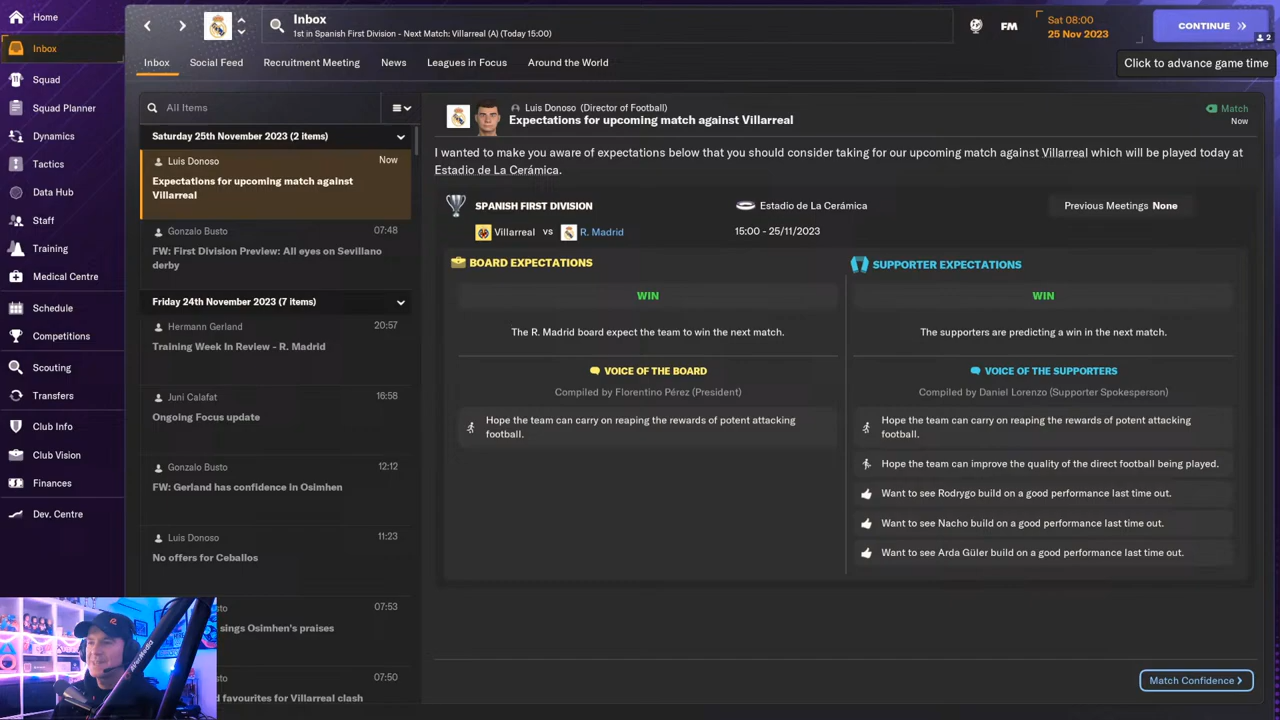 Home
Inbox
1st in Spanish First Division - Next Match: Villarreal (A) (Today 15:00)
FM
Sat 08:00
25 Nov 2023
CONTINUE
2
Click to advance game time
Inbox
Squad
Squad Planner
Dynamics
Tactics
Data Hub
Staff
Training
Medical Centre
Schedule
Competitions
Scouting
Transfers
Club Info
Club Vision
Finances
Dev. Centre
Inbox
Social Feed
Recruitment Meeting
News
Leagues in Focus
Around the World
All Items
Saturday 25th November 2023 (2 items)
Luis Donoso
Now
Expectations for upcoming match against
Villarreal
Gonzalo Busto
07:48
FW: First Division Preview: All eyes on Sevillano
derby
Friday 24th November 2023 (7 items)
Hermann Gerland
20:57
Training Week In Review - R. Madrid
Juni Calafat
16:58
Ongoing Focus update
Gonzalo Busto
12:12
FW: Gerland has confidence in Osimhen
Luis Donoso
11:23
No offers for Ceballos
usto
07:53
sings Osimhen's praises
usto
07:50
favourites for Villarreal clash
Luis Donoso (Director of Football)
Expectations for upcoming match against Villarreal
Match
Now
I wanted to make you aware of expectations below that you should consider taking for our upcoming match against Villarreal which will be played today at
Estadio de La Cerámica.
SPANISH FIRST DIVISION
Villarreal vs R. Madrid
Estadio de La Cerámica
15:00 - 25/11/2023
Previous Meetings None
BOARD EXPECTATIONS
WIN
The R. Madrid board expect the team to win the next match.
VOICE OF THE BOARD
Compiled by Florentino Pérez (President)
Hope the team can carry on reaping the rewards of potent attacking
football.
SUPPORTER EXPECTATIONS
WIN
The supporters are predicting a win in the next match.
VOICE OF THE SUPPORTERS
Compiled by Daniel Lorenzo (Supporter Spokesperson)
Hope the team can carry on reaping the rewards of potent attacking
football.
Hope the team can improve the quality of the direct football being played.
Want to see Rodrygo build on a good performance last time out.
Want to see Nacho build on a good performance last time out.
Want to see Arda Güler build on a good performance last time out.
Match Confidence
AVerMedia